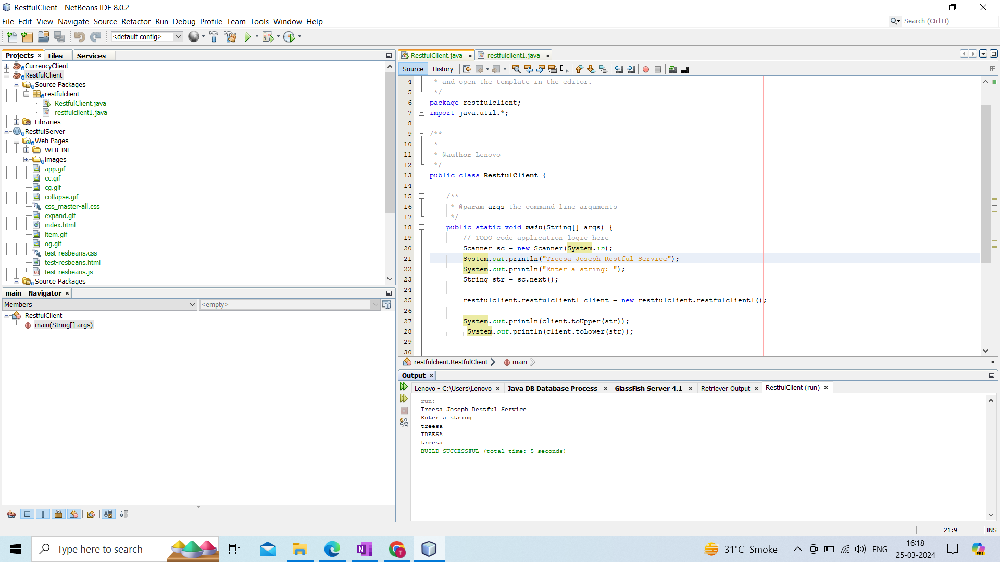 RestfulClient - NetBeans IDE 8.0.2
File Edit View Navigate Source Refactor Run Debug Profile Team Tools Window Help
Search (Ctrl+I)
<default config>
Projects × Files Services
CurrencyClient
RestfulClient
Source Packages
restfulclient
RestfulClient.java
restfulclient1.java
Libraries
RestfulServer
Web Pages
WEB-INF
images
app.gif
cc.gif
cg.gif
collapse.gif
css_master-all.css
expand.gif
index.html
item.gif
og.gif
test-resbeans.css
test-resbeans.html
test-resbeans.js
Source Packages
main - Navigator ×
Members <empty>
RestfulClient
main(String[] args)
RestfulClient.java × restfulclient1.java ×
Source History
4 * and open the template in the editor.
5 */
6 package restfulclient;
7 import java.util.*;
8
9 /**
10 *
11 * @author Lenovo
12 */
13 public class RestfulClient {
14
15 /**
16 * @param args the command line arguments
17 */
18 public static void main(String[] args) {
19 // TODO code application logic here
20 Scanner sc = new Scanner(System.in);
21 System.out.println("Treesa Joseph Restful Service");
22 System.out.println("Enter a string: ");
23 String str = sc.next();
24
25 restfulclient.restfulclient1 client = new restfulclient.restfulclient1();
26
27 System.out.println(client.toUpper(str));
28 System.out.println(client.toLower(str));
29
30
restfulclient.RestfulClient main
Output ×
Lenovo - C:\Users\Lenovo × Java DB Database Process × GlassFish Server 4.1 × Retriever Output × RestfulClient (run) ×
run:
Treesa Joseph Restful Service
Enter a string:
treesa
TREESA
treesa
BUILD SUCCESSFUL (total time: 5 seconds)
21:9 INS
Type here to search
31°C Smoke
ENG
16:18
25-03-2024
PRE